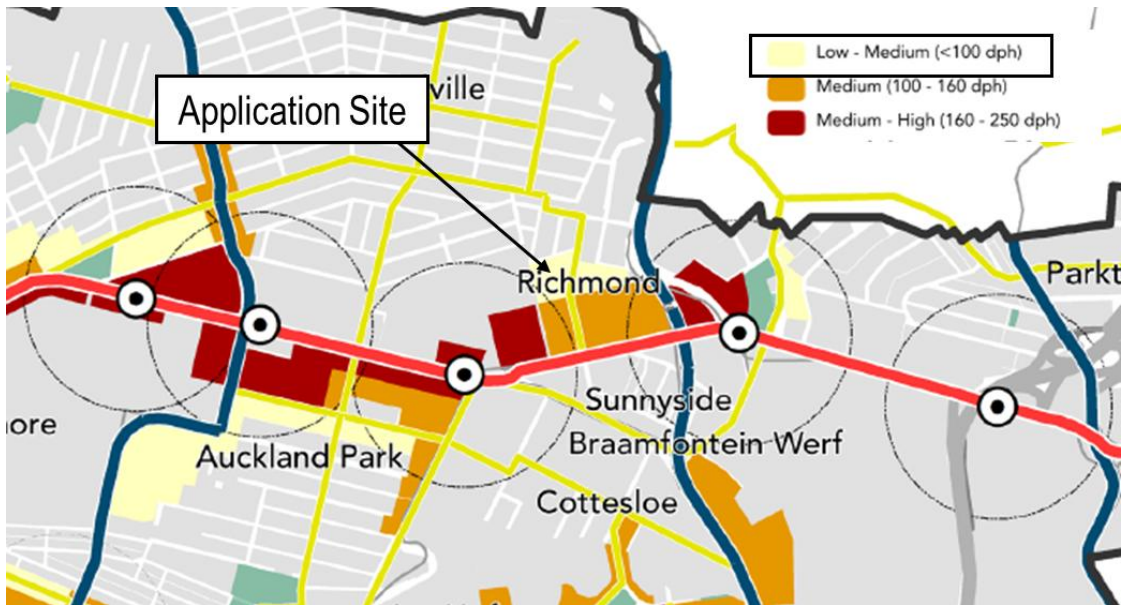 Low - Medium (<100 dph)
Medium (100 - 160 dph)
Medium - High (160 - 250 dph)
ville
Application Site
Richmond
Parkt
Sunnyside
ore
Braamfontein Werf
Auckland Park
Cottesloe